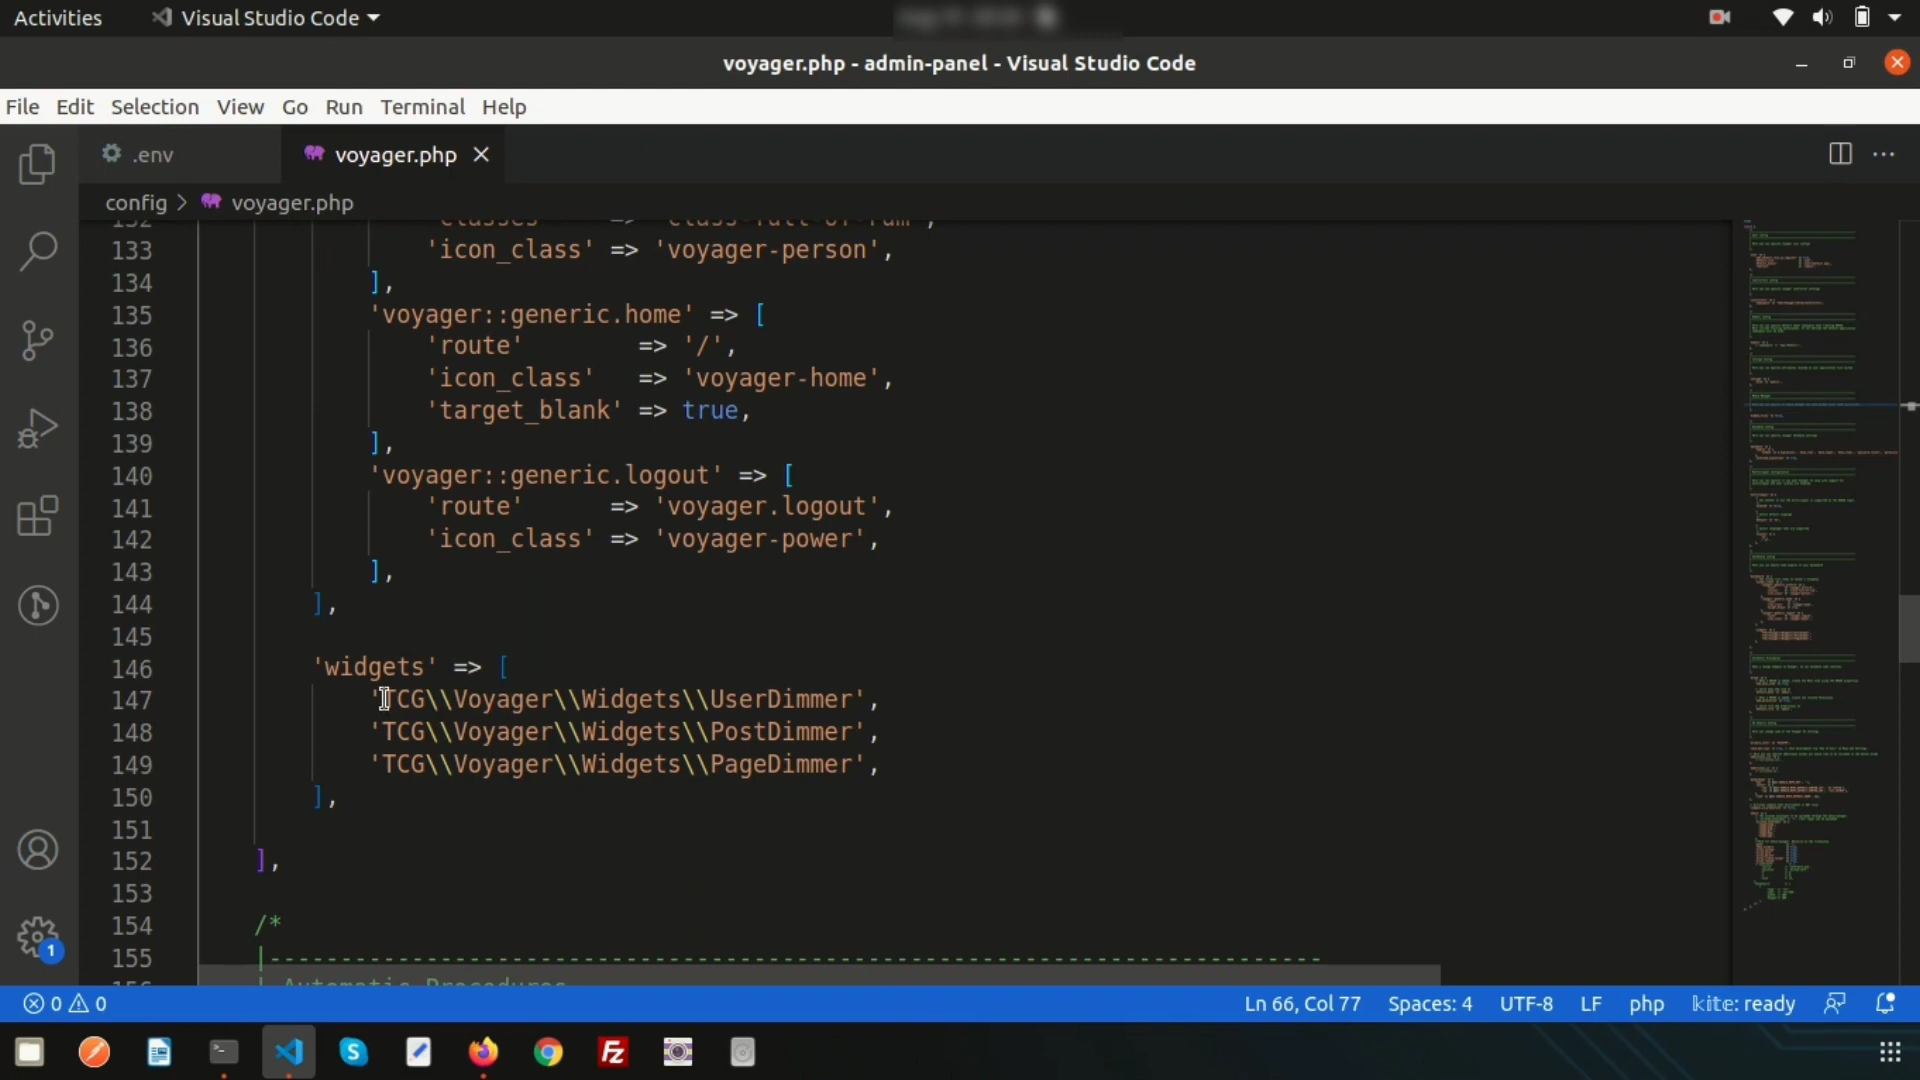 Activities Visual Studio Code
voyager.php - admin-panel - Visual Studio Code
File Edit Selection View Go Run Terminal Help
.env voyager.php
config > voyager.php
133 'icon_class' => 'voyager-person',
134 ],
135 'voyager::generic.home' => [
136 'route' => '/',
137 'icon_class' => 'voyager-home',
138 'target_blank' => true,
139 ],
140 'voyager::generic.logout' => [
141 'route' => 'voyager.logout',
142 'icon_class' => 'voyager-power',
143 ],
144 ],
145
146 'widgets' => [
147 'TCG\\Voyager\\Widgets\\UserDimmer',
148 'TCG\\Voyager\\Widgets\\PostDimmer',
149 'TCG\\Voyager\\Widgets\\PageDimmer',
150 ],
151
152 ],
153
154 /*
155 |--------------------------------------------------------------------------
| Automatic Procedures
0 0 Ln 66, Col 77 Spaces: 4 UTF-8 LF php kite: ready
1
Fz